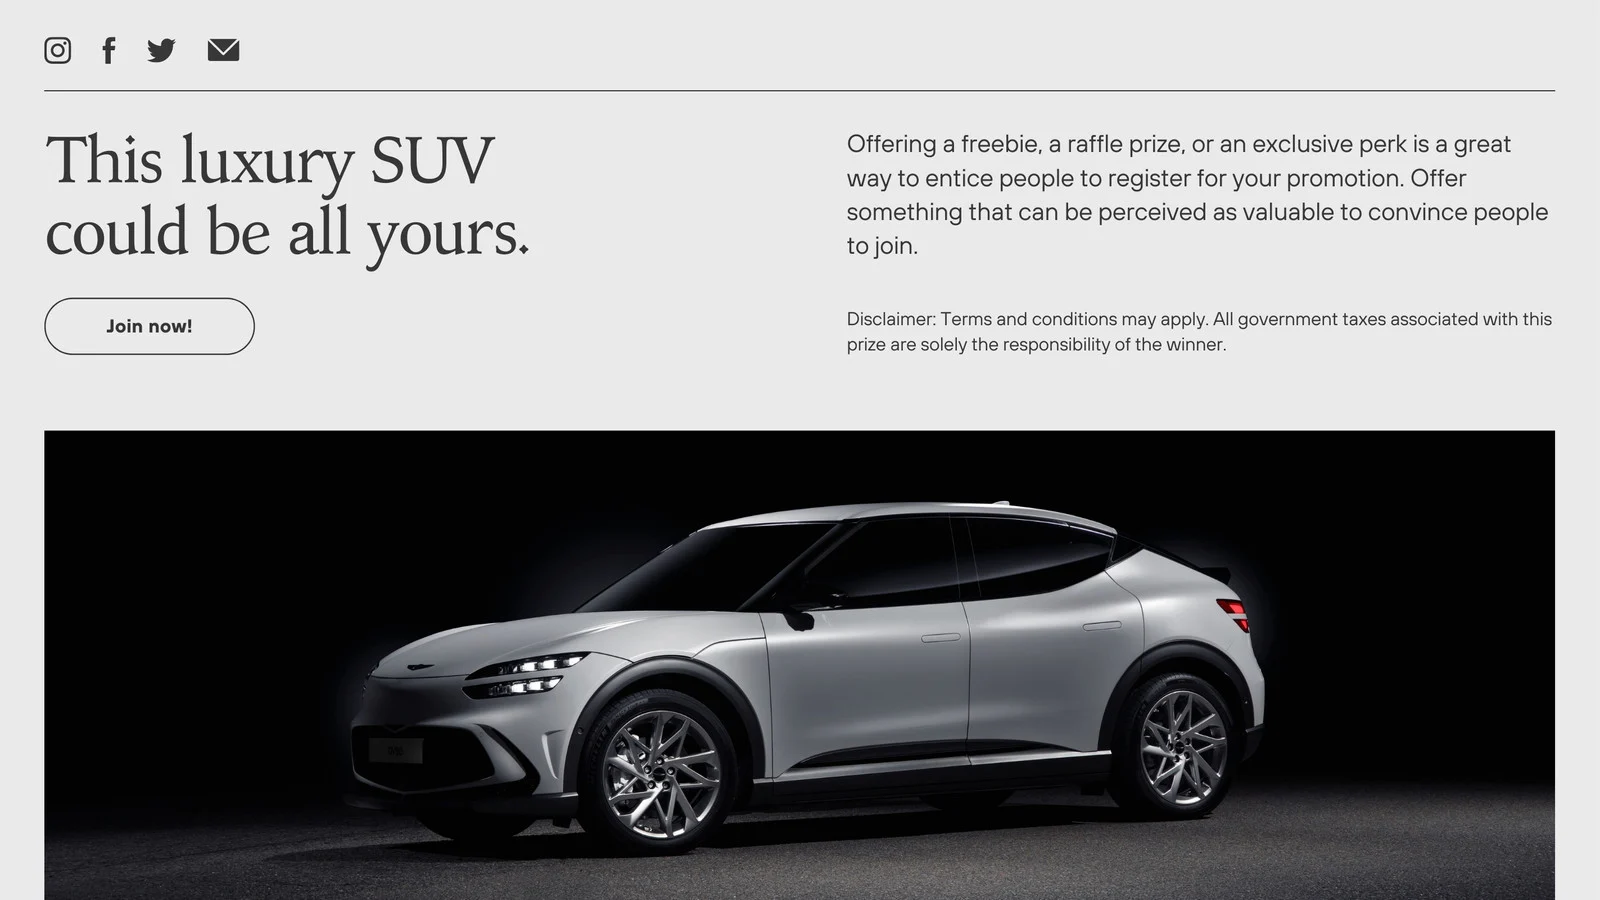 This luxury SUV
could be all yours.
Join now!
Offering a freebie, a raffle prize, or an exclusive perk is a great
way to entice people to register for your promotion. Offer
something that can be perceived as valuable to convince people
to join.
Disclaimer: Terms and conditions may apply. All government taxes associated with this
prize are solely the responsibility of the winner.